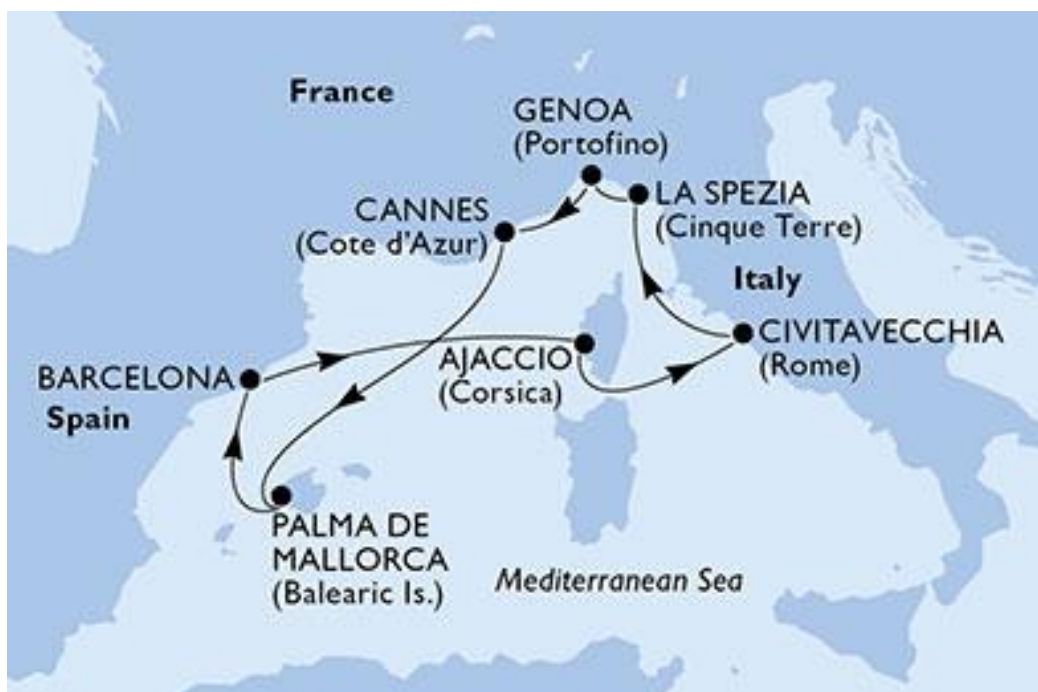 France
GENOA
(Portofino)
CANNES
(Cote d'Azur)
LA SPEZIA
(Cinque Terre)
Italy
CIVITAVECCHIA
(Rome)
AJACCIO
(Corsica)
BARCELONA
Spain
PALMA DE
MALLORCA
(Balearic Is.)
Mediterranean Sea